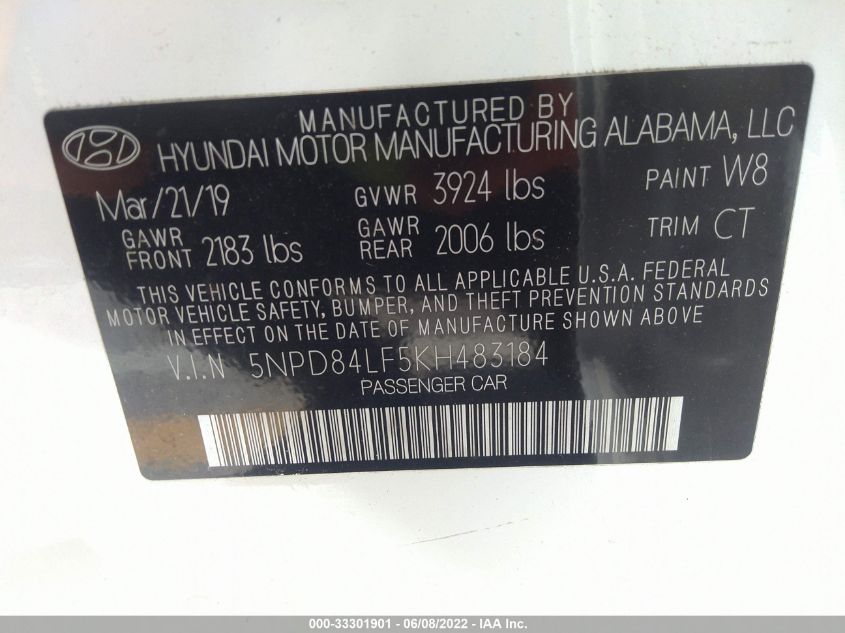 MANUFACTURED BY
HYUNDAI MOTOR MANUFACTURING ALABAMA, LLC
Mar/21/19 GVWR 3924 lbs PAINT W8
GAWR FRONT 2183 lbs GAWR REAR 2006 lbs TRIM CT
THIS VEHICLE CONFORMS TO ALL APPLICABLE U.S.A. FEDERAL
MOTOR VEHICLE SAFETY, BUMPER, AND THEFT PREVENTION STANDARDS
IN EFFECT ON THE DATE OF MANUFACTURE SHOWN ABOVE
V.I.N 5NPD84LF5KH483184
PASSENGER CAR
000-33301901 - 06/08/2022 - IAA Inc.